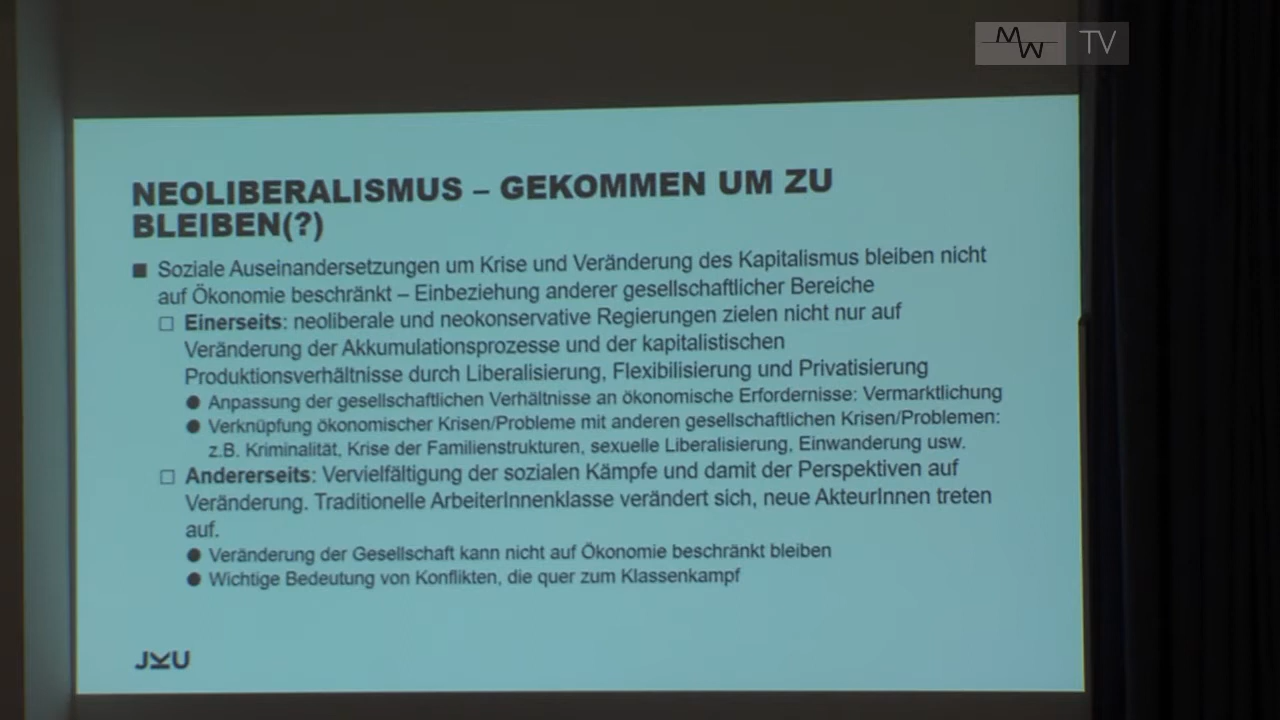 MW TV
NEOLIBERALISMUS – GEKOMMEN UM ZU
BLEIBEN(?)
■ Soziale Auseinandersetzungen um Krise und Veränderung des Kapitalismus bleiben nicht
auf Ökonomie beschränkt – Einbeziehung anderer gesellschaftlicher Bereiche
□ Einerseits: neoliberale und neokonservative Regierungen zielen nicht nur auf
Veränderung der Akkumulationsprozesse und der kapitalistischen
Produktionsverhältnisse durch Liberalisierung, Flexibilisierung und Privatisierung
● Anpassung der gesellschaftlichen Verhältnisse an ökonomische Erfordernisse: Vermarktlichung
● Verknüpfung ökonomischer Krisen/Probleme mit anderen gesellschaftlichen Krisen/Problemen:
z.B. Kriminalität, Krise der Familienstrukturen, sexuelle Liberalisierung, Einwanderung usw.
□ Andererseits: Vervielfältigung der sozialen Kämpfe und damit der Perspektiven auf
Veränderung. Traditionelle ArbeiterInnenklasse verändert sich, neue AkteurInnen treten
auf.
● Veränderung der Gesellschaft kann nicht auf Ökonomie beschränkt bleiben
● Wichtige Bedeutung von Konflikten, die quer zum Klassenkampf
JKU